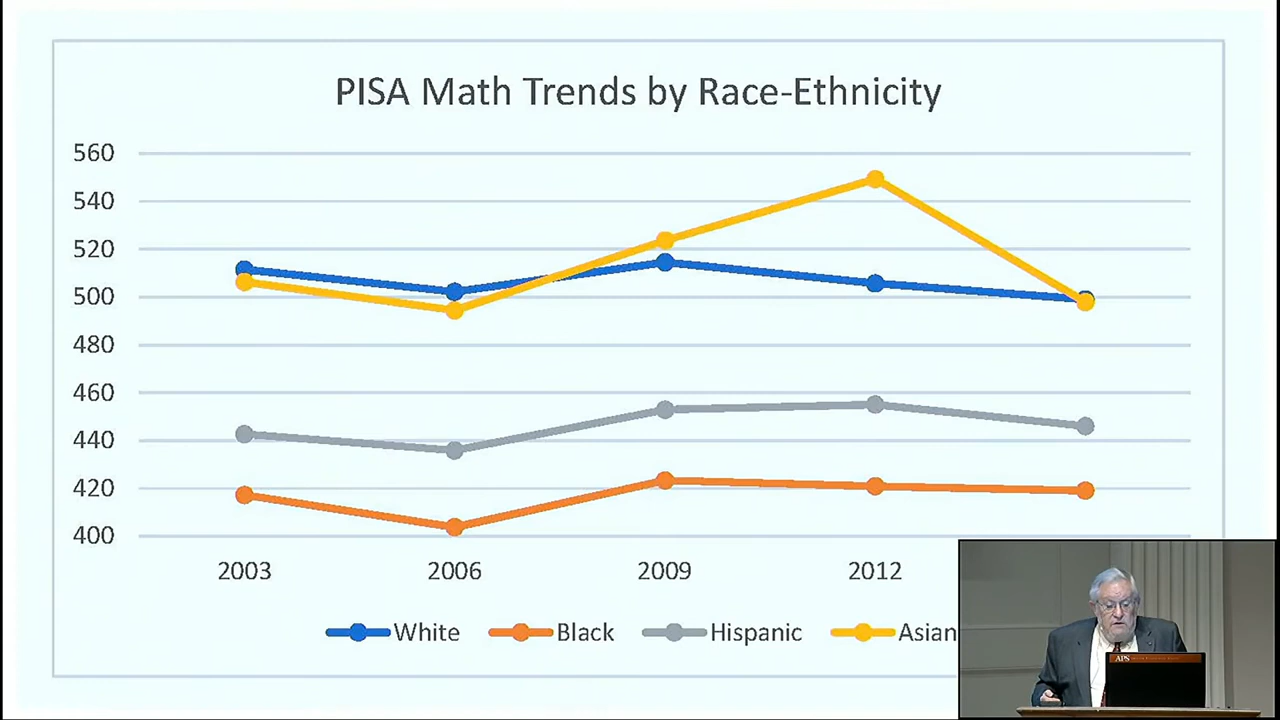 PISA Math Trends by Race-Ethnicity
560
540
520
500
480
460
440
420
400
2003 2006 2009 2012
White Black Hispanic Asian
APS